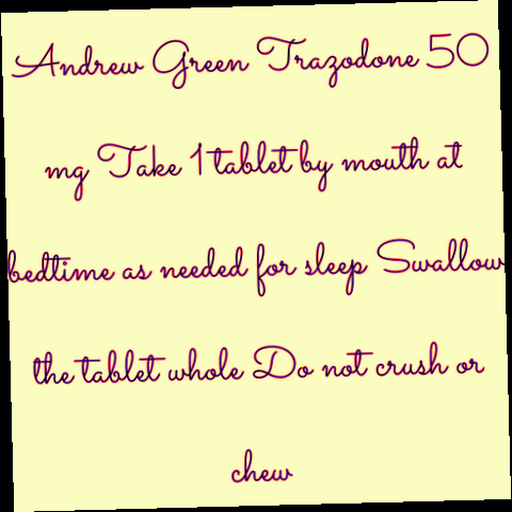 Andrew Green Trazodone 50
mg Take 1 tablet by mouth at
bedtime as needed for sleep Swallow
the tablet whole Do not crush or
chew